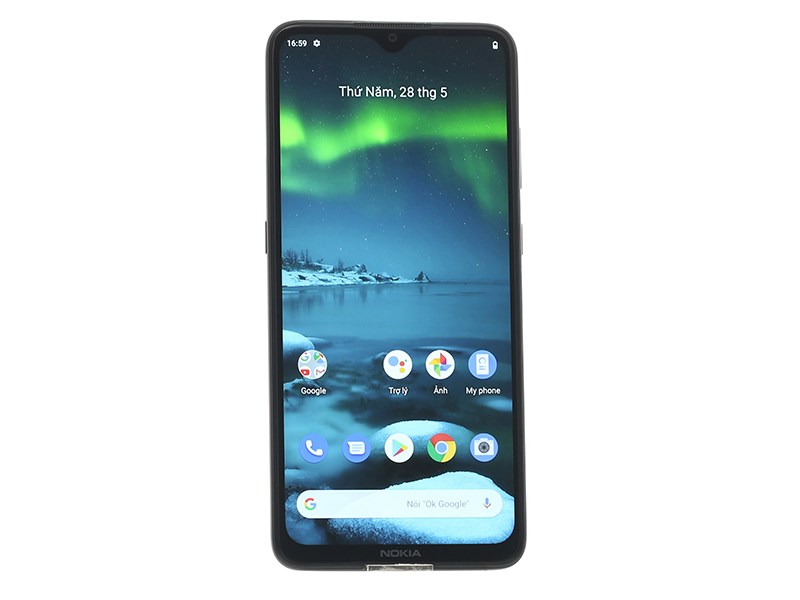 16:59
Thứ Năm, 28 thg 5
Google
Trợ lý
Ảnh
My phone
Nói "Ok Google"
NOKIA